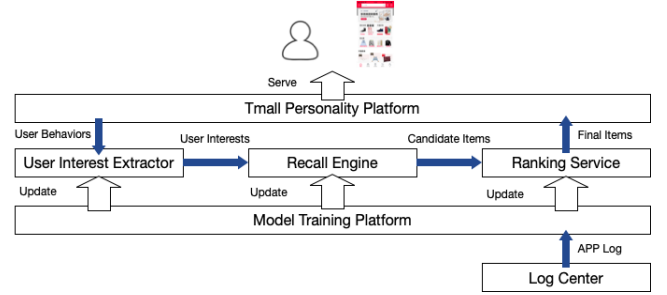 Serve
Tmall Personality Platform
User Behaviors
User Interests
Candidate Items
Final Items
User Interest Extractor
Recall Engine
Ranking Service
Update
Update
Update
Model Training Platform
APP Log
Log Center